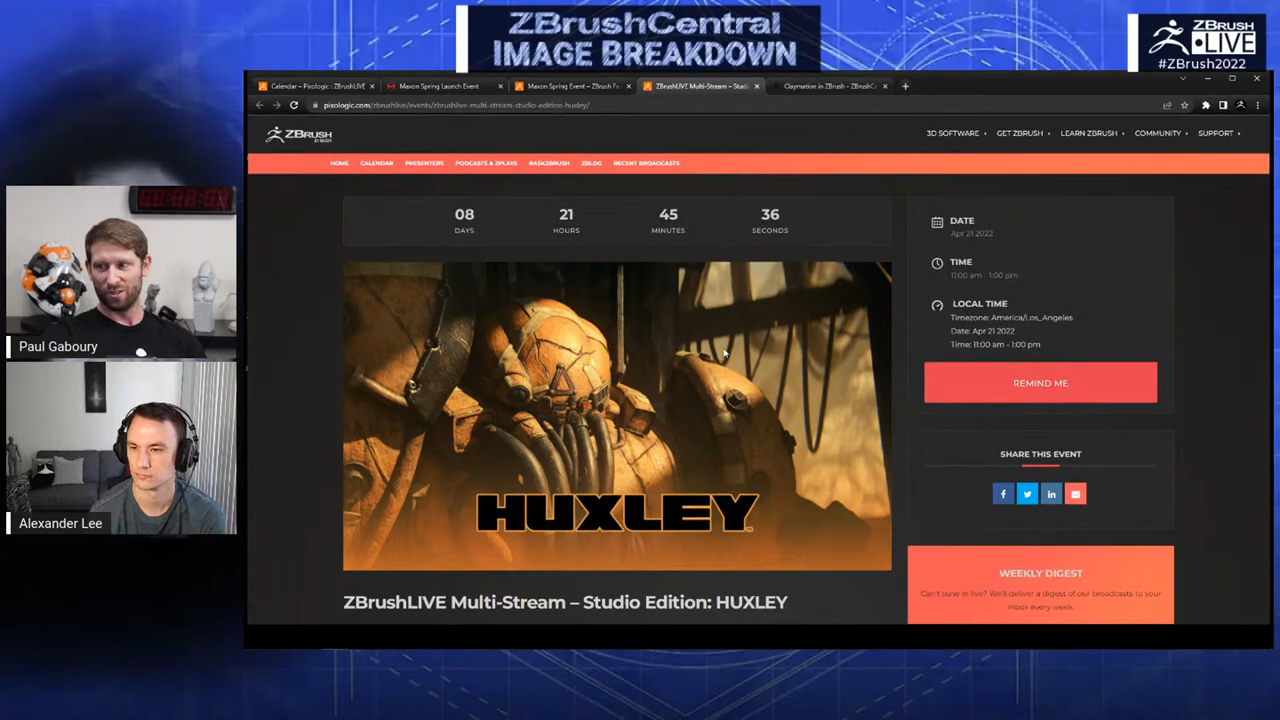 ZBrushCentral
IMAGE BREAKDOWN
ZBRUSH
LIVE
#ZBrush2022
Calendar – Pixologic : ZBrushLIVE
Maxon Spring Launch Event
Maxon Spring Event – ZBrush Fe
ZBrushLIVE Multi-Stream – Studi
Claymation in ZBrush – ZBrushCe
pixologic.com/zbrushlive/events/zbrushlive-multi-stream-studio-edition-huxley/
ZBRUSH
3D SOFTWARE
GET ZBRUSH
LEARN ZBRUSH
COMMUNITY
SUPPORT
HOME
CALENDAR
PRESENTERS
PODCASTS & ZPLAYS
#ASKZBRUSH
ZBLOG
RECENT BROADCASTS
08
21
45
36
DAYS
HOURS
MINUTES
SECONDS
DATE
Apr 21 2022
TIME
11:00 am - 1:00 pm
LOCAL TIME
Timezone: America/Los_Angeles
Date: Apr 21 2022
Time: 11:00 am - 1:00 pm
REMIND ME
SHARE THIS EVENT
HUXLEY
ZBrushLIVE Multi-Stream – Studio Edition: HUXLEY
WEEKLY DIGEST
Can't tune in live? We'll deliver a digest of our broadcasts to your
inbox every week.
Paul Gaboury
Alexander Lee